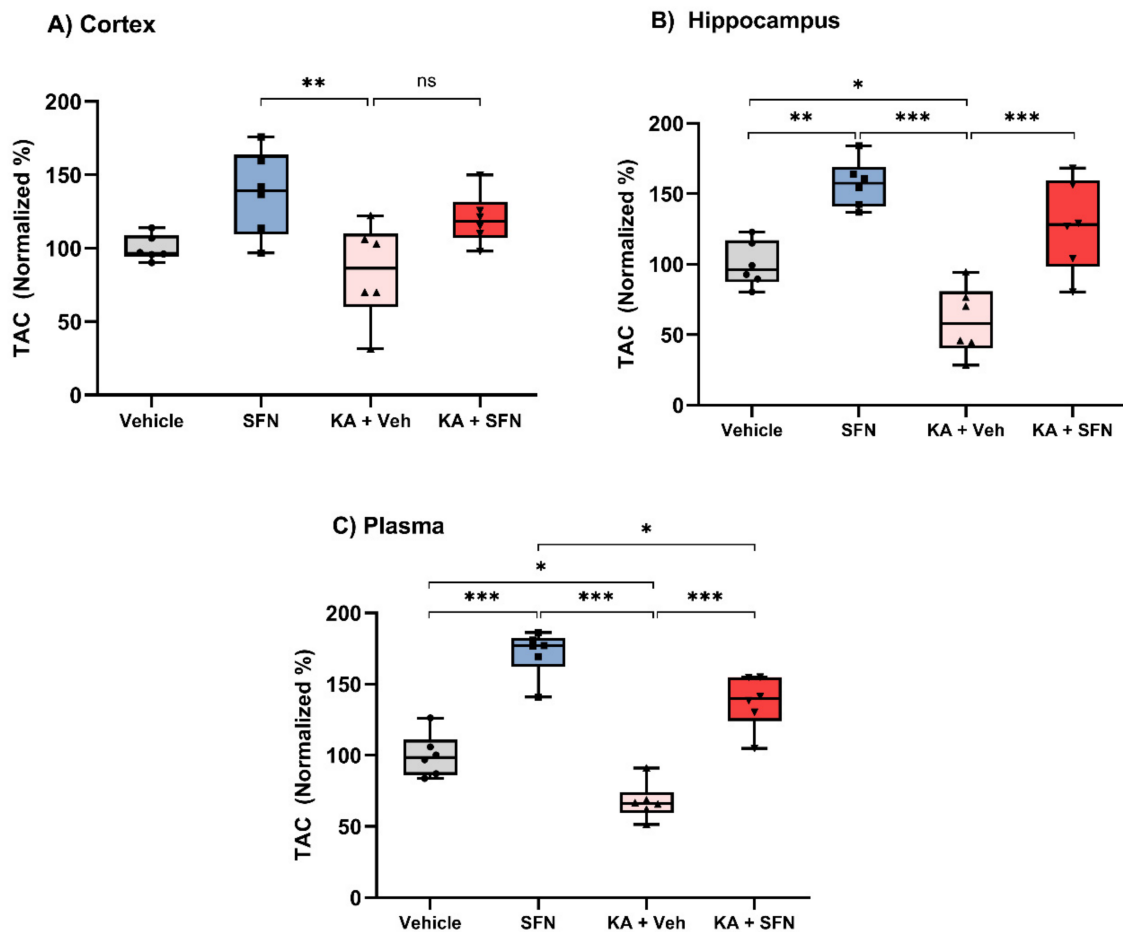 A) Cortex
** ns
TAC (Normalized %)
200
150
100
50
0
Vehicle SFN KA + Veh KA + SFN
B) Hippocampus
*
** *** ***
TAC (Normalized %)
200
150
100
50
0
Vehicle SFN KA + Veh KA + SFN
C) Plasma
*
*
*** *** ***
TAC (Normalized %)
200
150
100
50
0
Vehicle SFN KA + Veh KA + SFN